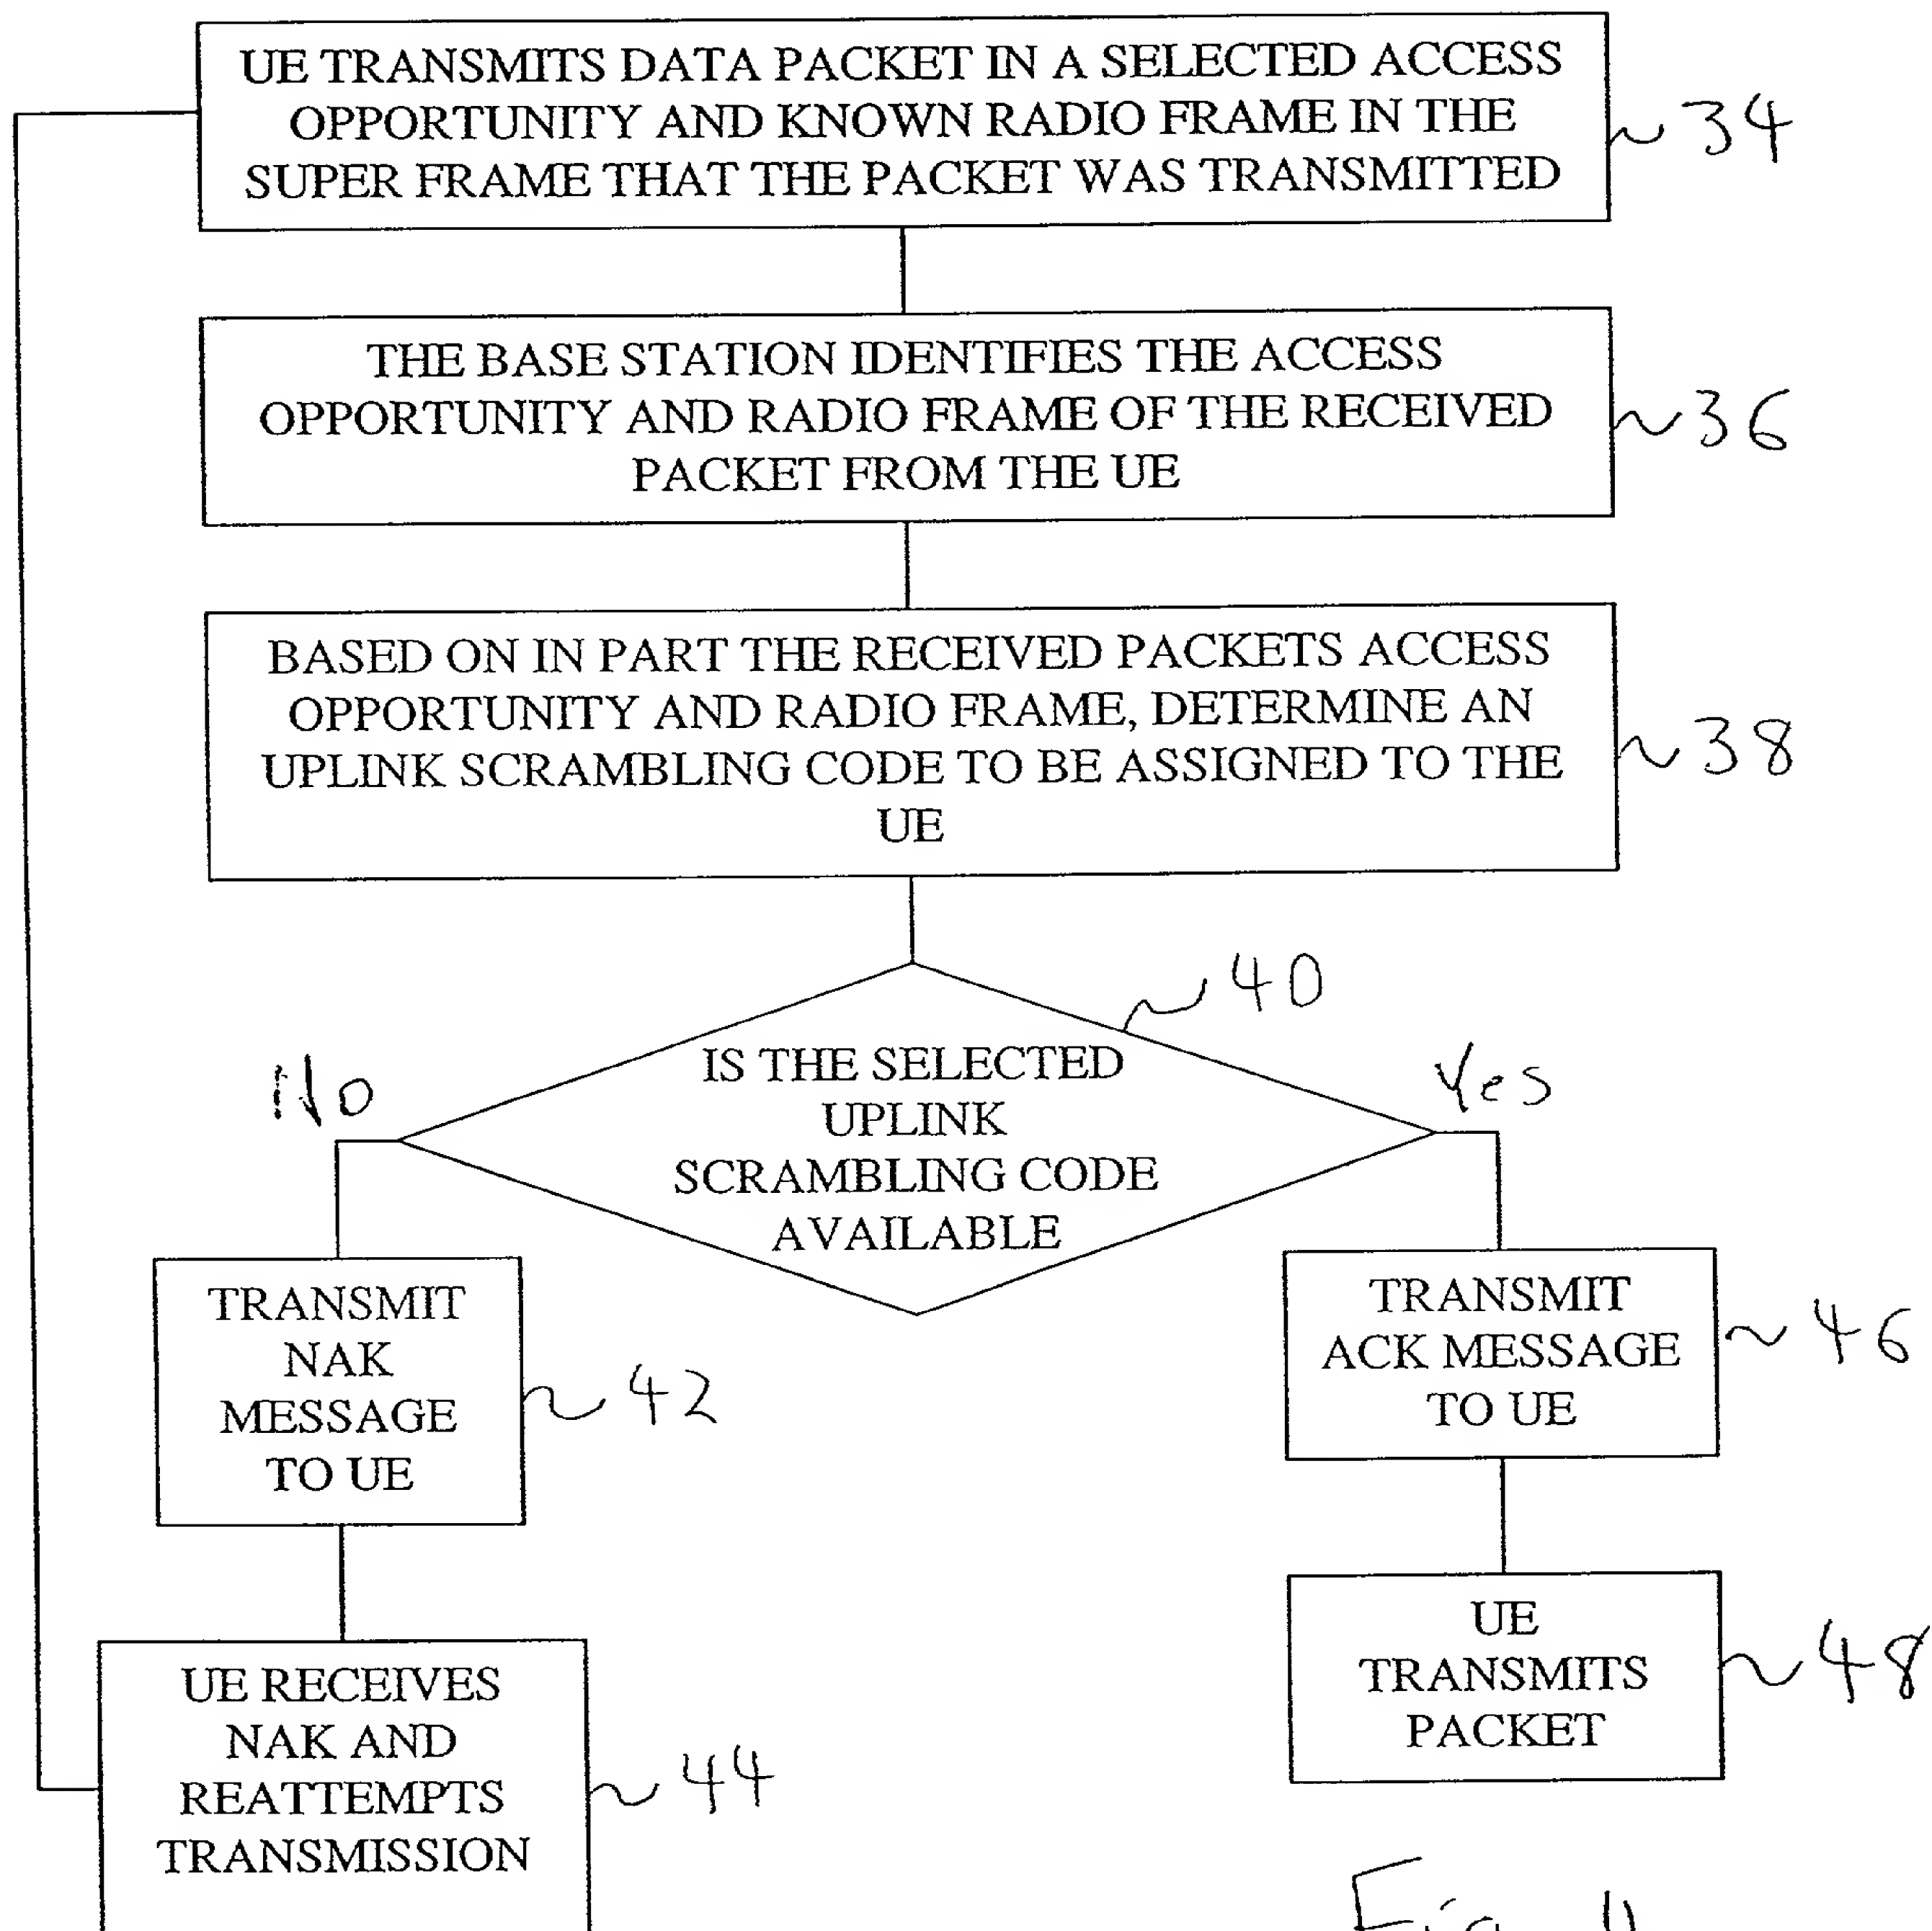 UE TRANSMITS DATA PACKET IN A SELECTED ACCESS
OPPORTUNITY AND KNOWN RADIO FRAME IN THE
SUPER FRAME THAT THE PACKET WAS TRANSMITTED
34
THE BASE STATION IDENTIFIES THE ACCESS
OPPORTUNITY AND RADIO FRAME OF THE RECEIVED
PACKET FROM THE UE
36
BASED ON IN PART THE RECEIVED PACKETS ACCESS
OPPORTUNITY AND RADIO FRAME, DETERMINE AN
UPLINK SCRAMBLING CODE TO BE ASSIGNED TO THE
UE
38
40
IS THE SELECTED
UPLINK
SCRAMBLING CODE
AVAILABLE
No
Yes
TRANSMIT
NAK
MESSAGE
TO UE
42
TRANSMIT
ACK MESSAGE
TO UE
46
UE RECEIVES
NAK AND
REATTEMPTS
TRANSMISSION
44
UE
TRANSMITS
PACKET
48
Fig.